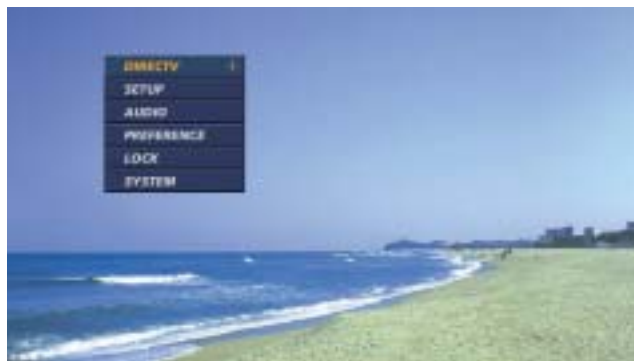 DIRECTV
SETUP
AUDIO
PREFERENCE
LOCK
SYSTEM